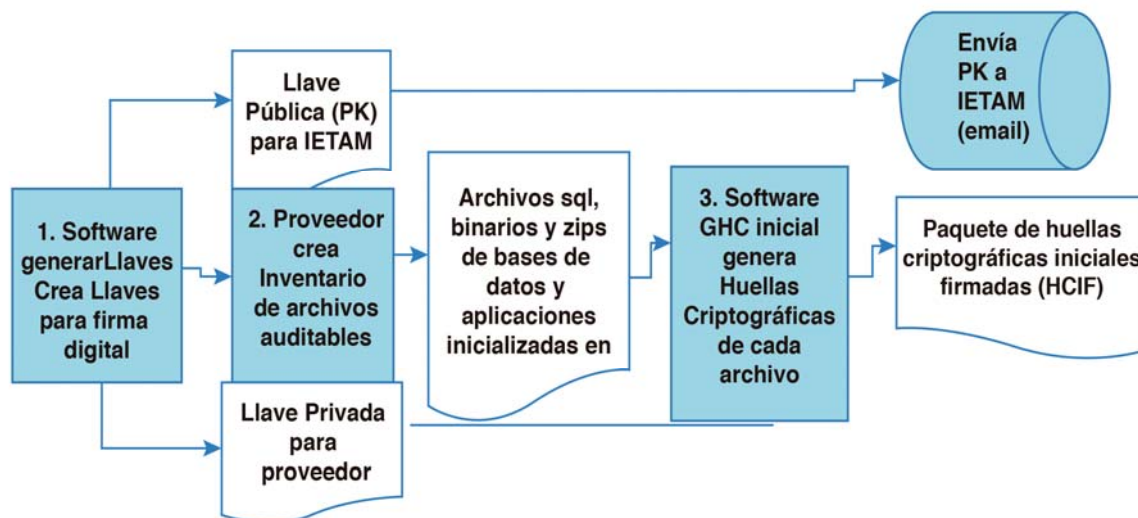 Llave
Pública (PK)
para IETAM
Envía
PK a
IETAM
(email)
1. Software
generarLlaves
Crea Llaves
para firma
digital
2. Proveedor
crea
Inventario
de archivos
auditables
Archivos sql,
binarios y zips
de bases de
datos y
aplicaciones
inicializadas en
3. Software
GHC inicial
genera
Huellas
Criptográficas
de cada
archivo
Paquete de huellas
criptográficas iniciales
firmadas (HCIF)
Llave Privada
para
proveedor